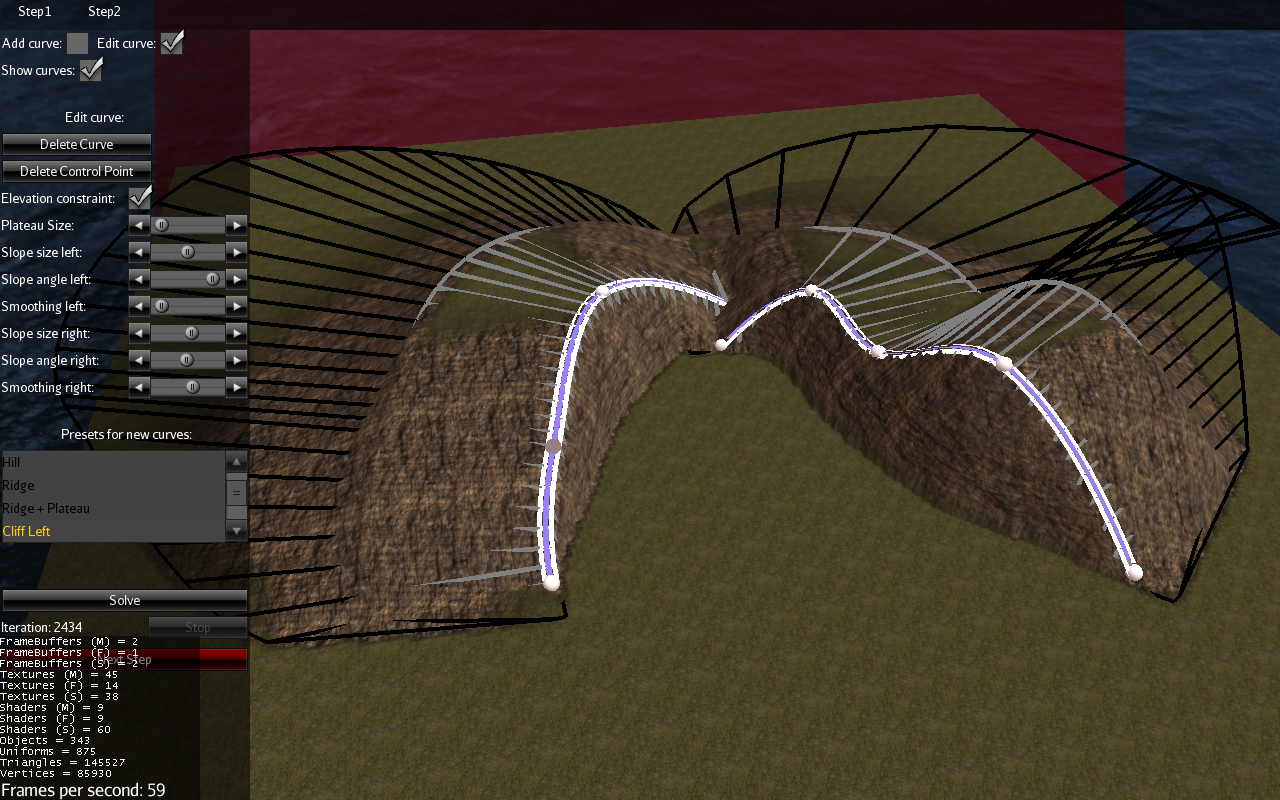 Step1 Step2
Add curve: Edit curve:
Show curves:
Edit curve:
Delete Curve
Delete Control Point
Elevation constraint:
Plateau Size:
Slope size left:
Slope angle left:
Smoothing left:
Slope size right:
Slope angle right:
Smoothing right:
Presets for new curves:
Hill
Ridge
Ridge + Plateau
Cliff Left
Solve
Iteration: 2434 Stop
FrameBuffers (M) = 2
FrameBuffers (F) = 1
FrameBuffers (S) = 2
Next Step
Textures (M) = 45
Textures (F) = 14
Textures (S) = 38
Shaders (M) = 9
Shaders (F) = 9
Shaders (S) = 60
Objects = 343
Uniforms = 875
Triangles = 145527
Vertices = 85930
Frames per second: 59